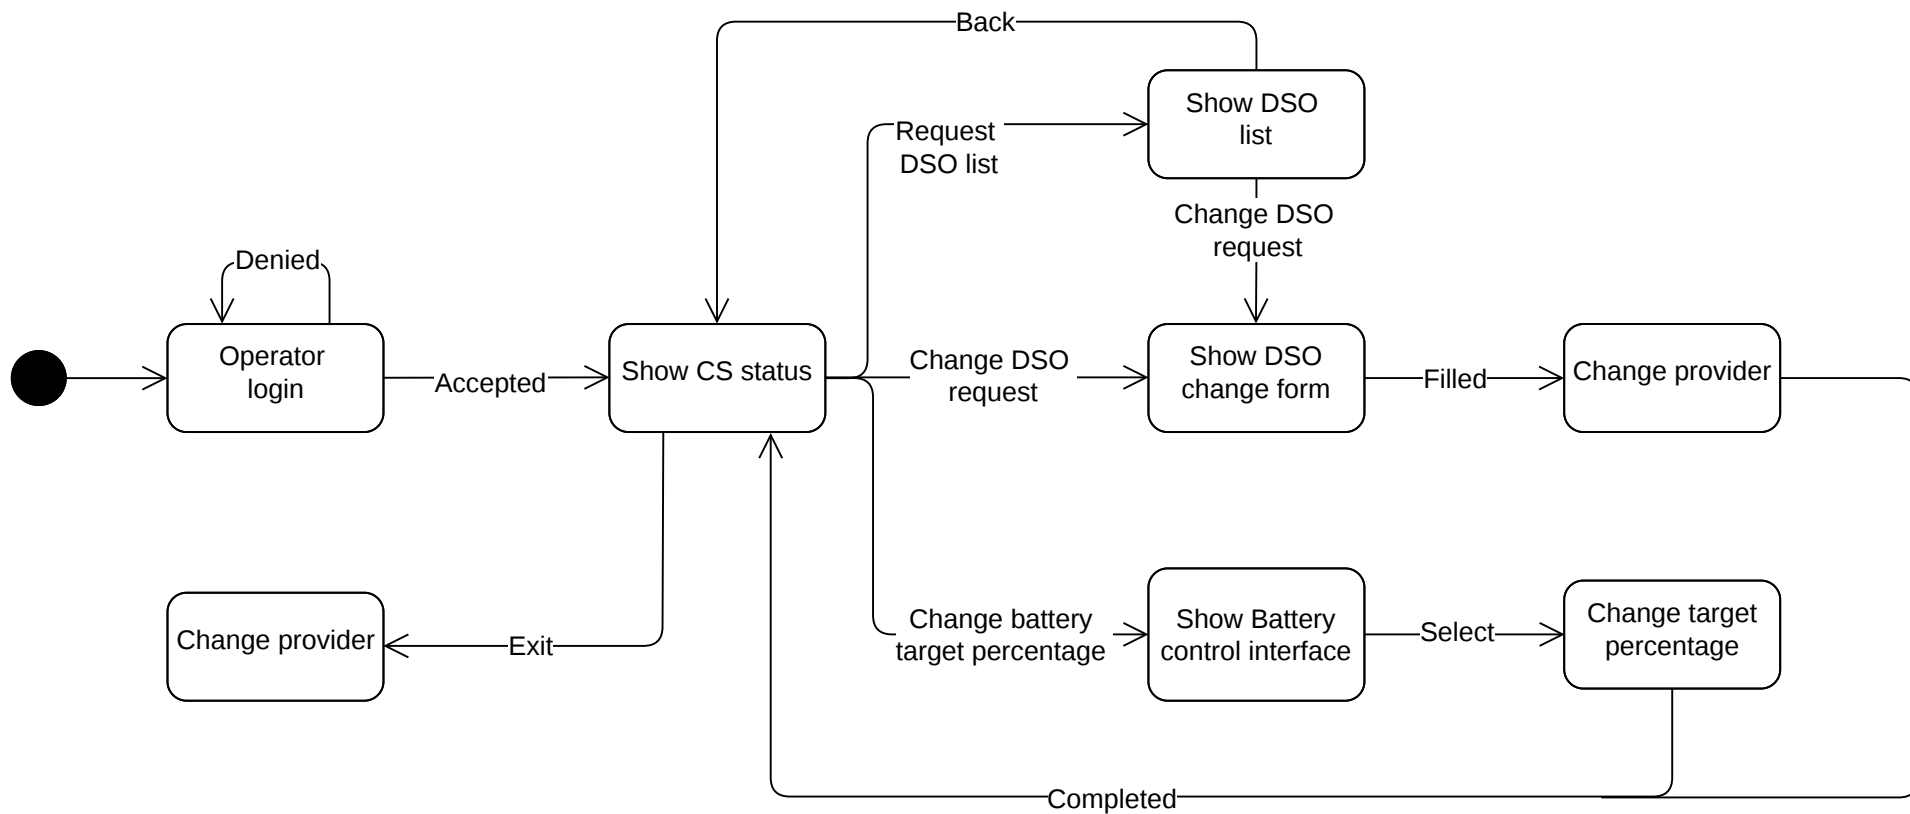 Back
Show DSO
list
Request
DSO list
Change DSO
request
Denied
Operator
login
Accepted
Show CS status
Change DSO
request
Show DSO
change form
Filled
Change provider
Change provider
Exit
Change battery
target percentage
Show Battery
control interface
Select
Change target
percentage
Completed